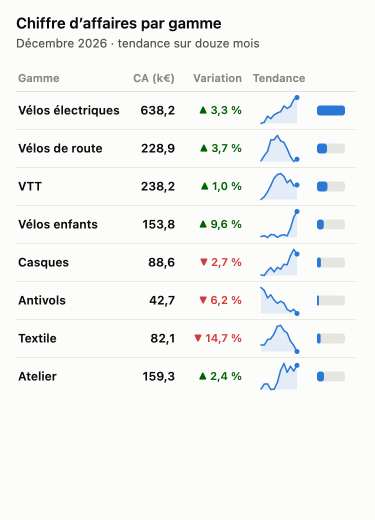 Chiffre d’affaires par gamme
Décembre 2026 · tendance sur douze mois
Gamme CA (k€) Variation Tendance
Vélos électriques 638,2 ▲ 3,3 %
Vélos de route 228,9 ▲ 3,7 %
VTT 238,2 ▲ 1,0 %
Vélos enfants 153,8 ▲ 9,6 %
Casques 88,6 ▼ 2,7 %
Antivols 42,7 ▼ 6,2 %
Textile 82,1 ▼ 14,7 %
Atelier 159,3 ▲ 2,4 %